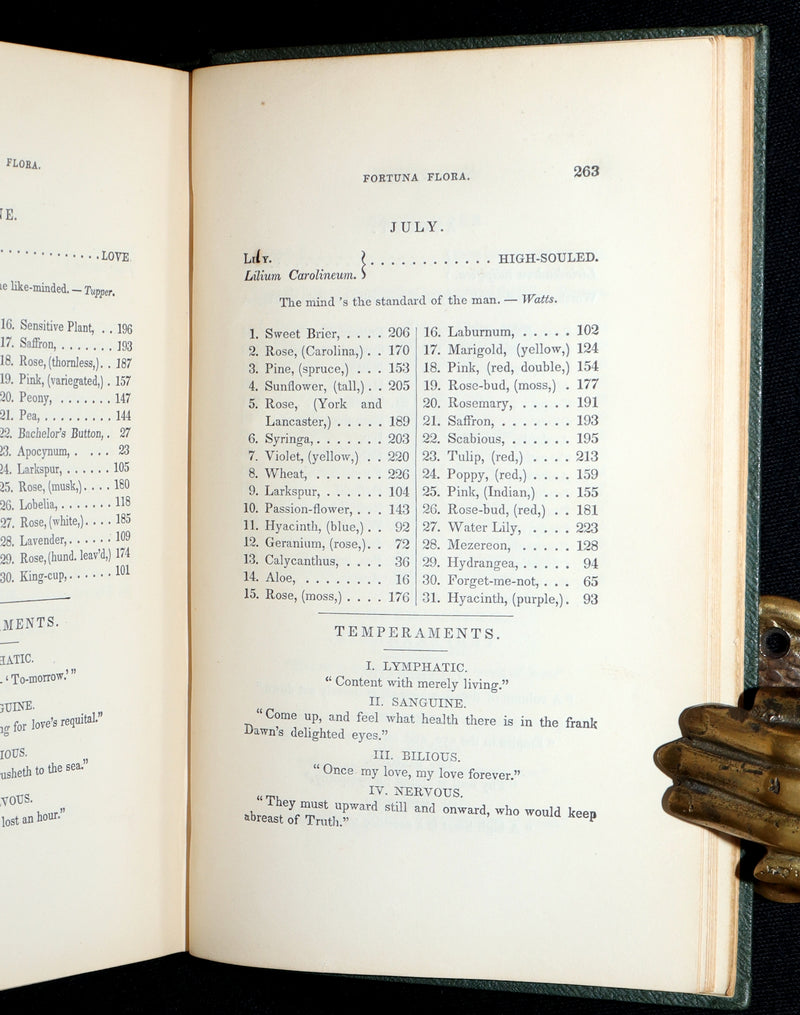 FLORA.
NE.
. . . . . . . . . . . . LOVE
e like-minded. — Tupper.
16. Sensitive Plant, . . 196
17. Saffron, . . . . . . . 193
18. Rose, (thornless,). . 187
19. Pink, (variegated,) . 157
20. Peony, . . . . . . . 147
21. Pea, . . . . . . . . . 144
22. Bachelor's Button, . 27
23. Apocynum, . . . . 23
24. Larkspur, . . . . . . 105
25. Rose, (musk,). . . . 180
26. Lobelia, . . . . . . . 118
27. Rose, (white,). . . . 185
28. Lavender, . . . . . . 109
29. Rose, (hund. leav'd,) 174
30. King-cup, . . . . . . 101
MENTS.
HATIC.
. 'To-morrow.'"
GUINE.
ng for love's requital."
IOUS.
usheth to the sea."
VOUS.
lost an hour."
FORTUNA FLORA. 263
JULY.
LILY. } . . . . . . . . . . . . HIGH-SOULED.
Lilium Carolineum.
The mind 's the standard of the man. — Watts.
1. Sweet Brier, . . . . 206
2. Rose, (Carolina,) . . 170
3. Pine, (spruce,) . . . 153
4. Sunflower, (tall,) . . 205
5. Rose, (York and
Lancaster,) . . . . . 189
6. Syringa, . . . . . . . 203
7. Violet, (yellow,) . . 220
8. Wheat, . . . . . . . 226
9. Larkspur, . . . . . . 104
10. Passion-flower, . . . 143
11. Hyacinth, (blue,) . . 92
12. Geranium, (rose,). . 72
13. Calycanthus, . . . . 36
14. Aloe, . . . . . . . . 16
15. Rose, (moss,) . . . . 176
16. Laburnum, . . . . . 102
17. Marigold, (yellow,) 124
18. Pink, (red, double,) 154
19. Rose-bud, (moss,) . 177
20. Rosemary, . . . . . 191
21. Saffron, . . . . . . . 193
22. Scabious, . . . . . . 195
23. Tulip, (red,) . . . . 213
24. Poppy, (red,) . . . . 159
25. Pink, (Indian,) . . . 155
26. Rose-bud, (red,) . . 181
27. Water Lily, . . . . 223
28. Mezereon, . . . . . 128
29. Hydrangea, . . . . . 94
30. Forget-me-not, . . . 65
31. Hyacinth, (purple,) . 93
TEMPERAMENTS.
I. LYMPHATIC.
"Content with merely living."
II. SANGUINE.
"Come up, and feel what health there is in the frank
Dawn's delighted eyes."
III. BILIOUS.
"Once my love, my love forever."
IV. NERVOUS.
"They must upward still and onward, who would keep
abreast of Truth."